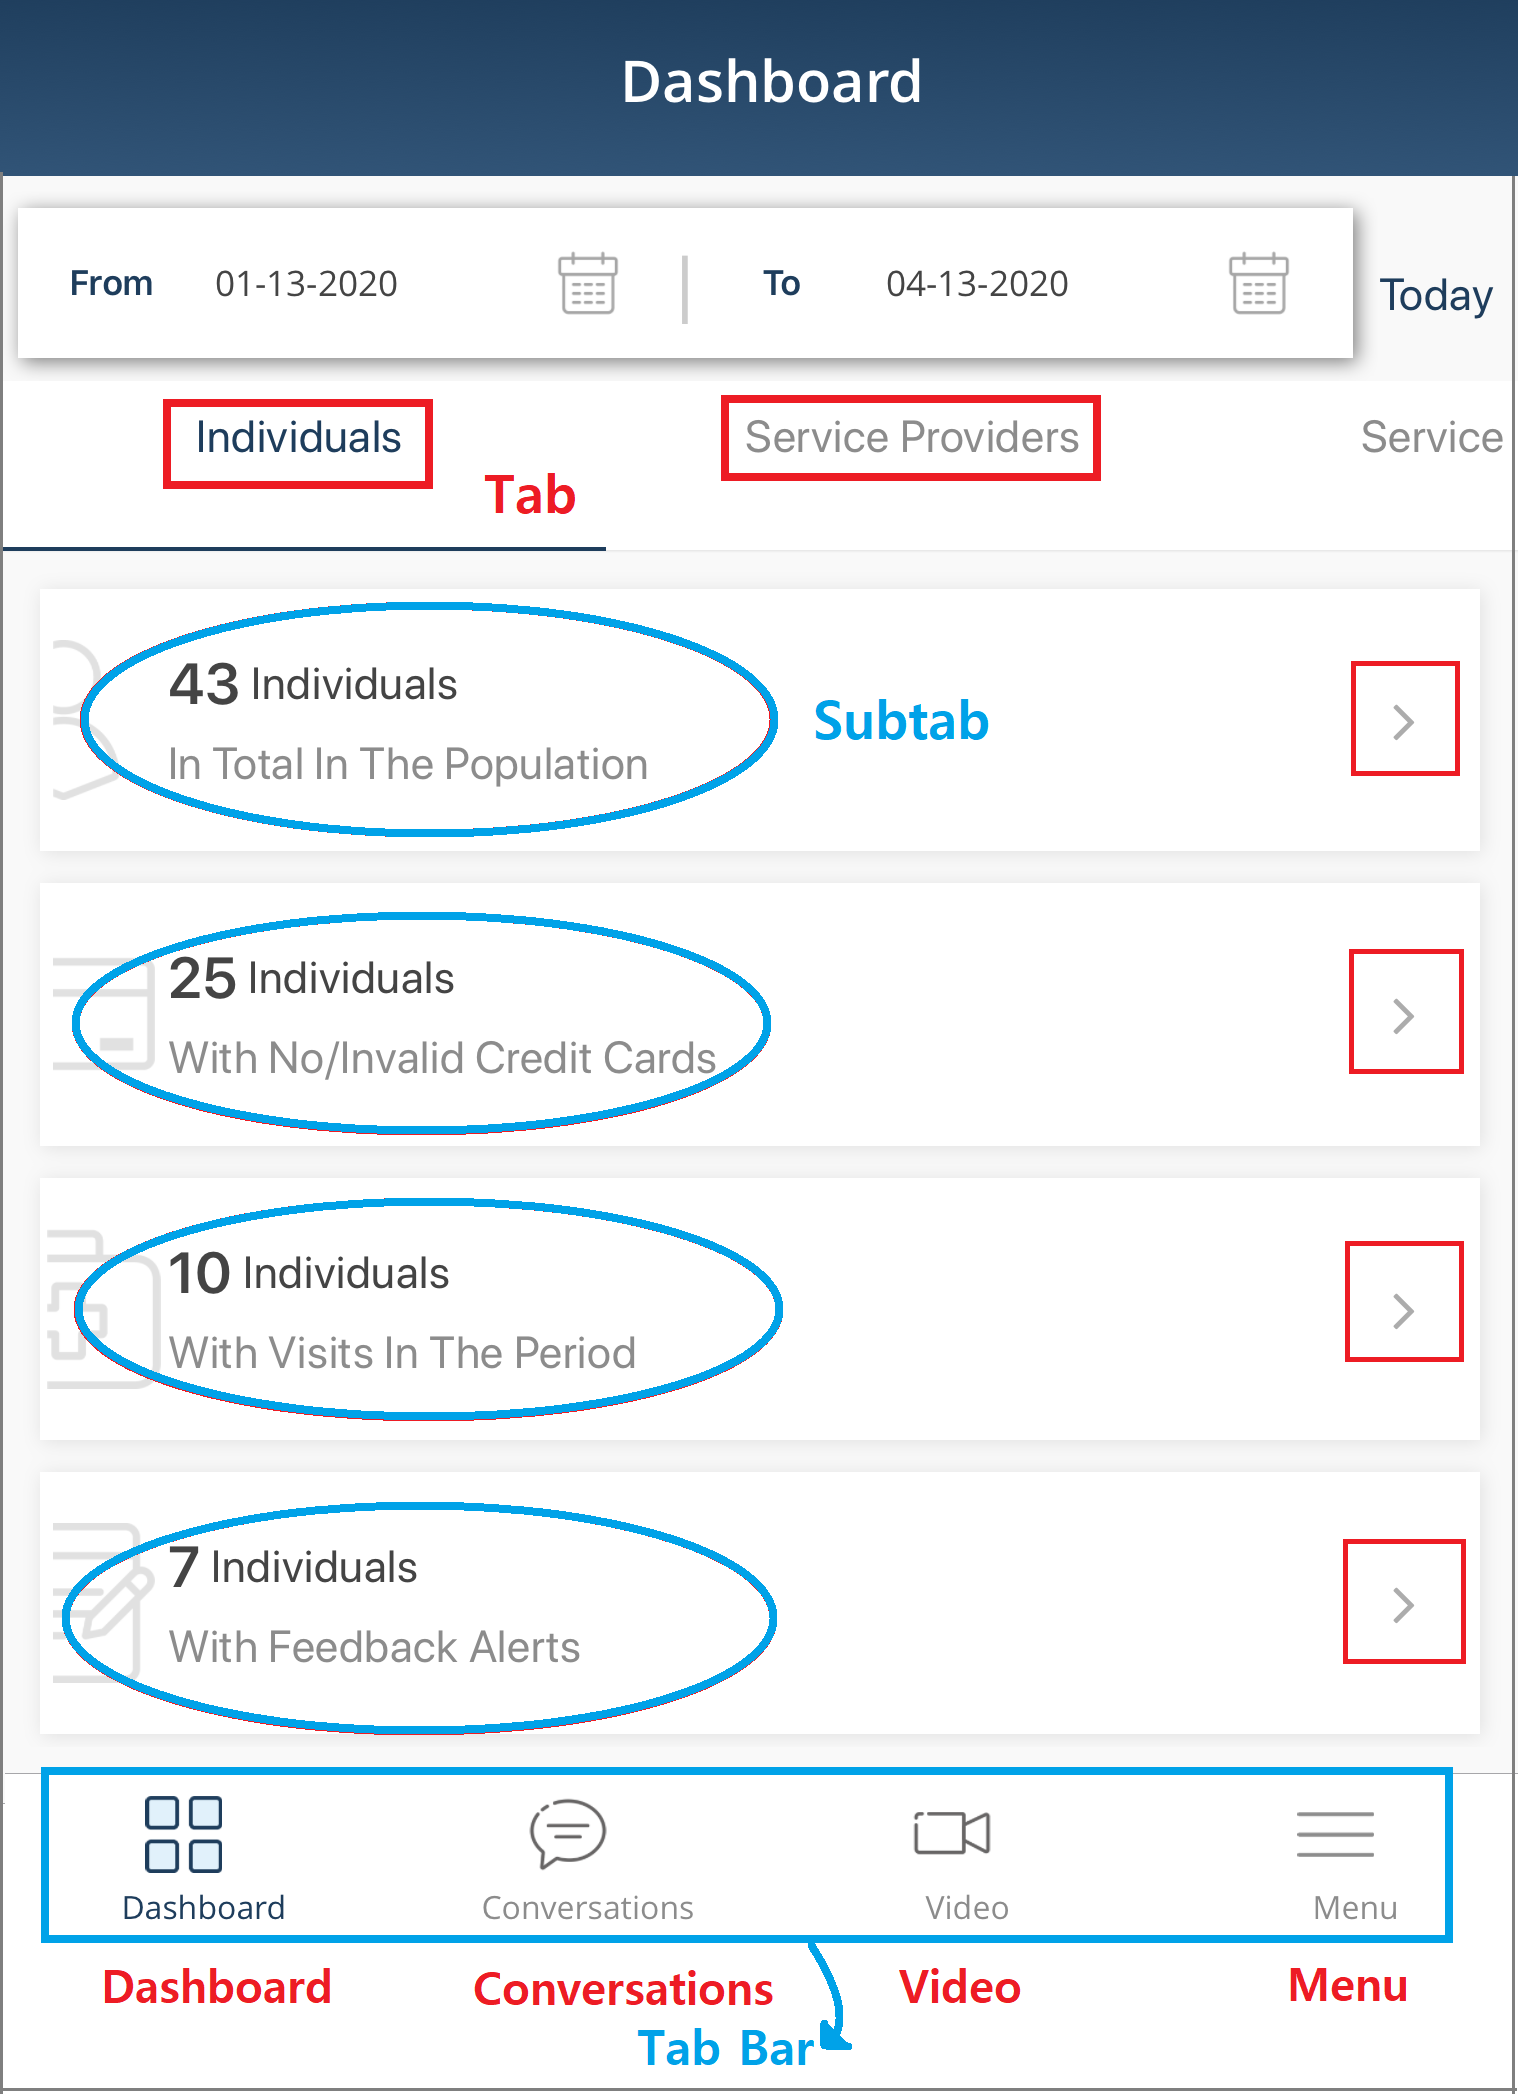 Dashboard
From 01-13-2020 To 04-13-2020 Today
Individuals Service Providers Service
Tab
43 Individuals
In Total In The Population
Subtab
25 Individuals
With No/Invalid Credit Cards
10 Individuals
With Visits In The Period
7 Individuals
With Feedback Alerts
Dashboard Conversations Video Menu
Dashboard Conversations Video Menu
Tab Bar